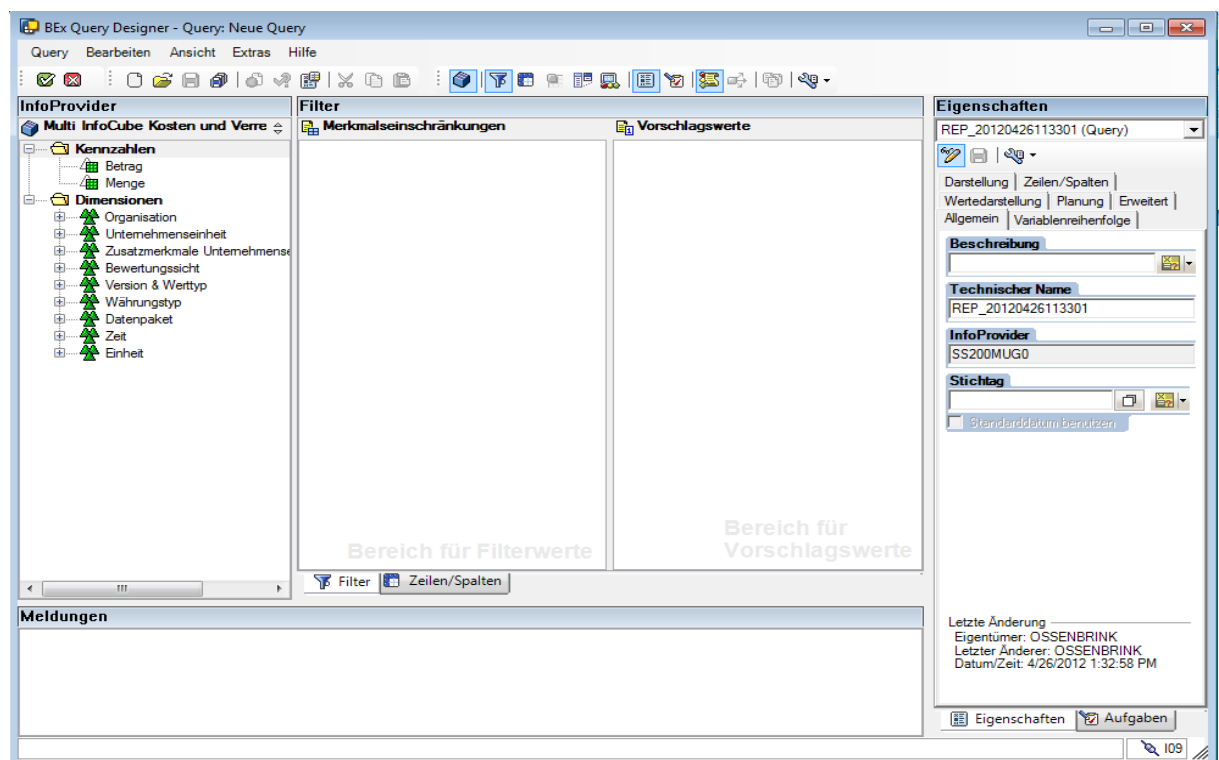 BEx Query Designer - Query: Neue Query
Query Bearbeiten Ansicht Extras Hilfe
InfoProvider
Multi InfoCube Kosten und Verre
Kennzahlen
Betrag
Menge
Dimensionen
Organisation
Unternehmenseinheit
Zusatzmerkmale Unternehmense
Bewertungssicht
Version & Werttyp
Währungstyp
Datenpaket
Zeit
Einheit
Filter
Merkmalseinschränkungen
Vorschlagswerte
Bereich für Filterwerte
Bereich für
Vorschlagswerte
Filter Zeilen/Spalten
Meldungen
Eigenschaften
REP_20120426113301 (Query)
Darstellung Zeilen/Spalten
Wertedarstellung Planung Erweitert
Allgemein Variablenreihenfolge
Beschreibung
Technischer Name
REP_20120426113301
InfoProvider
SS200MUG0
Stichtag
Standarddatum benutzen
Letzte Änderung
Eigentümer: OSSENBRINK
Letzter Änderer: OSSENBRINK
Datum/Zeit: 4/26/2012 1:32:58 PM
Eigenschaften Aufgaben
I09